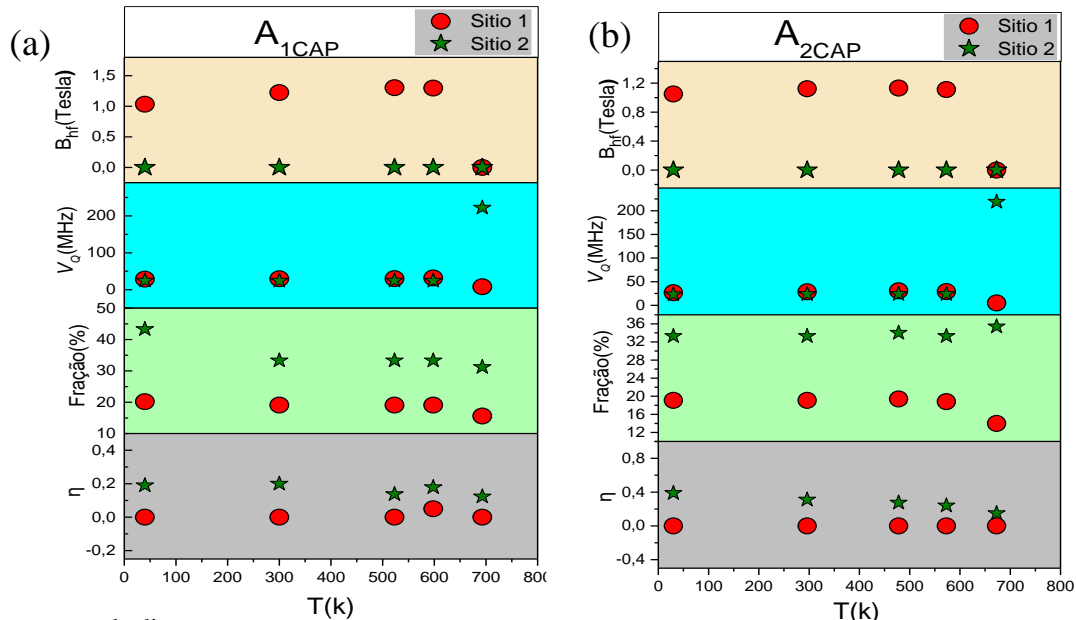 (a)
A1CAP
Sitio 1
Sitio 2
1,5
1,0
0,5
0,0
Bhf(Tesla)
200
100
0
VQ(MHz)
50
40
30
20
10
Fração(%)
0,4
0,2
0,0
-0,2
η
0 100 200 300 400 500 600 700 800
T(k)
(b)
A2CAP
Sitio 1
Sitio 2
1,2
0,8
0,4
0,0
Bhf(Tesla)
200
150
100
50
0
VQ(MHz)
36
32
28
24
20
16
12
Fração(%)
0,8
0,4
0,0
-0,4
η
0 100 200 300 400 500 600 700 800
T(k)